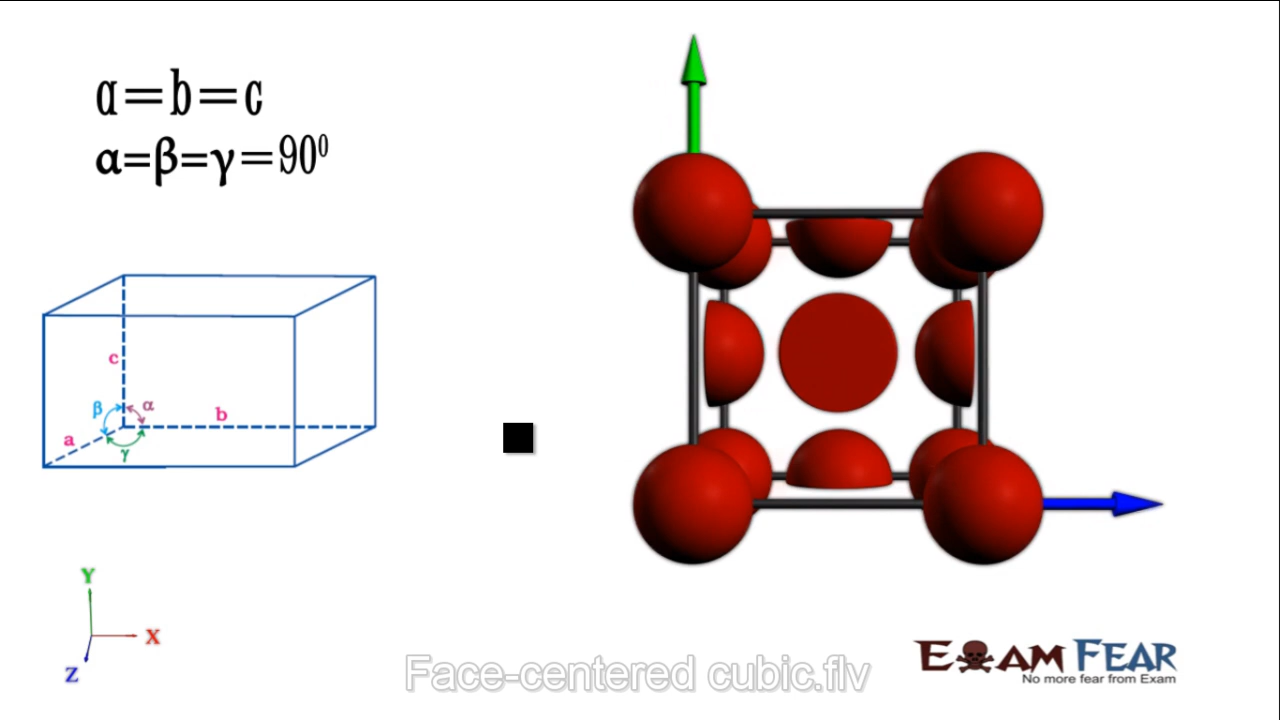 a=b=c
α=β=γ=90⁰
c
β
α
b
a
γ
Y
X
Z
Face-centered cubic.flv
EXAM FEAR
No more fear from Exam